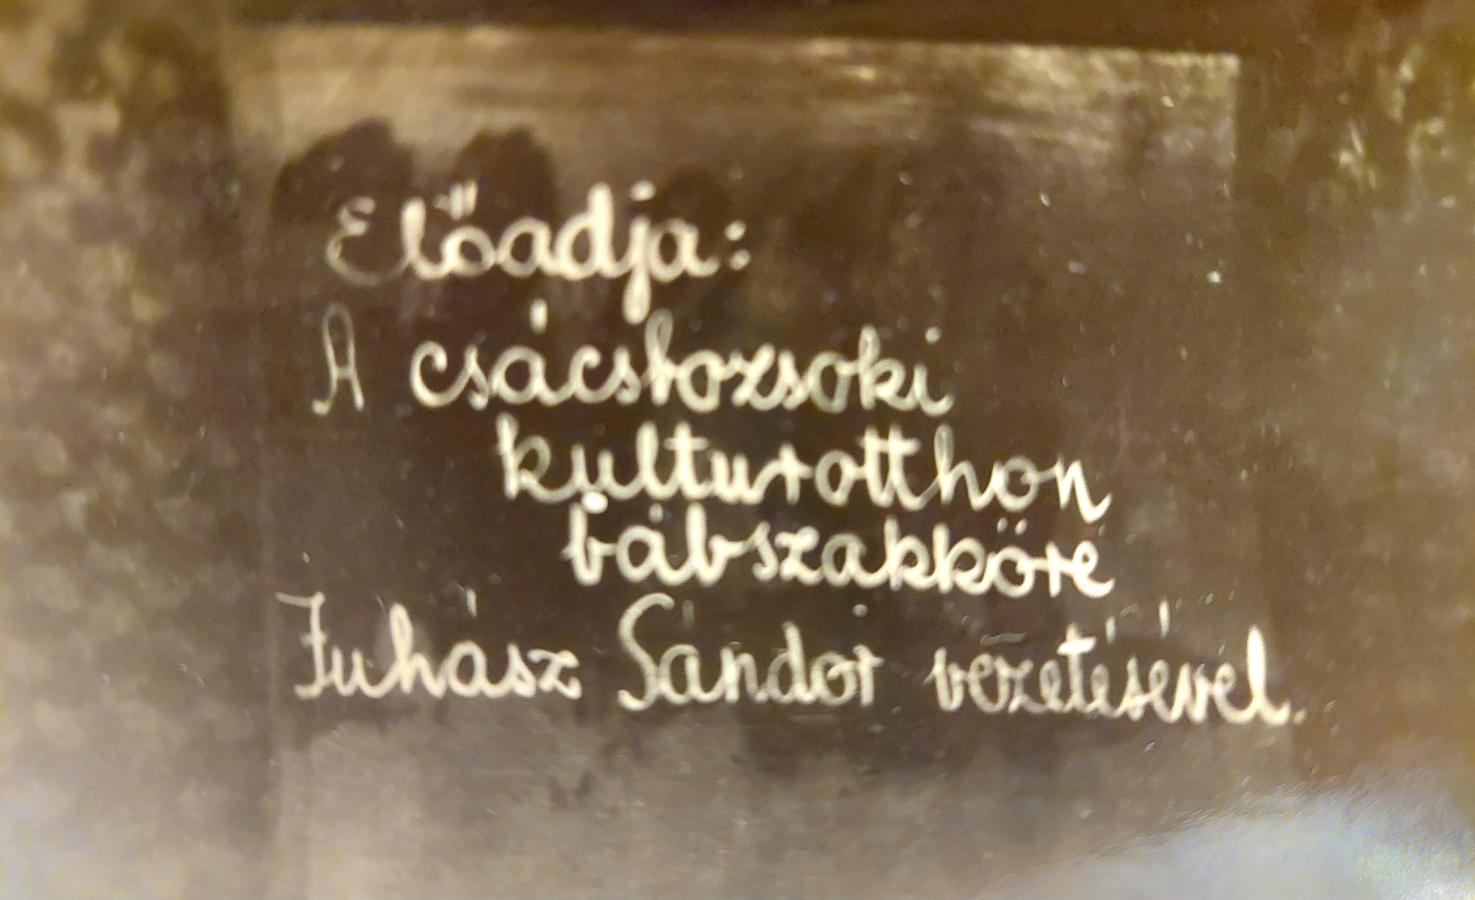 Előadja:
A csácsbozsoki
kulturotthon
bábszakköre
Juhász Sándor vezetésével.